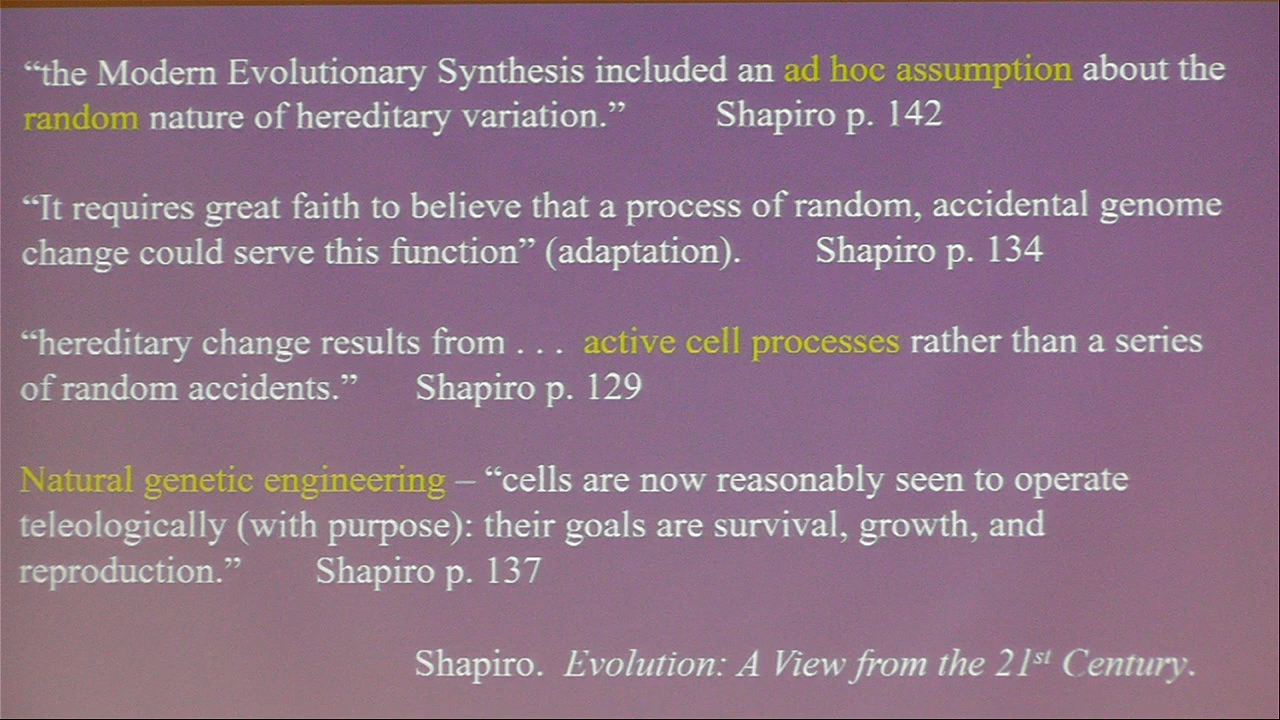 “the Modern Evolutionary Synthesis included an ad hoc assumption about the
random nature of hereditary variation.” Shapiro p. 142
“It requires great faith to believe that a process of random, accidental genome
change could serve this function” (adaptation). Shapiro p. 134
“hereditary change results from . . . active cell processes rather than a series
of random accidents.” Shapiro p. 129
Natural genetic engineering – “cells are now reasonably seen to operate
teleologically (with purpose): their goals are survival, growth, and
reproduction.” Shapiro p. 137
Shapiro. Evolution: A View from the 21st Century.